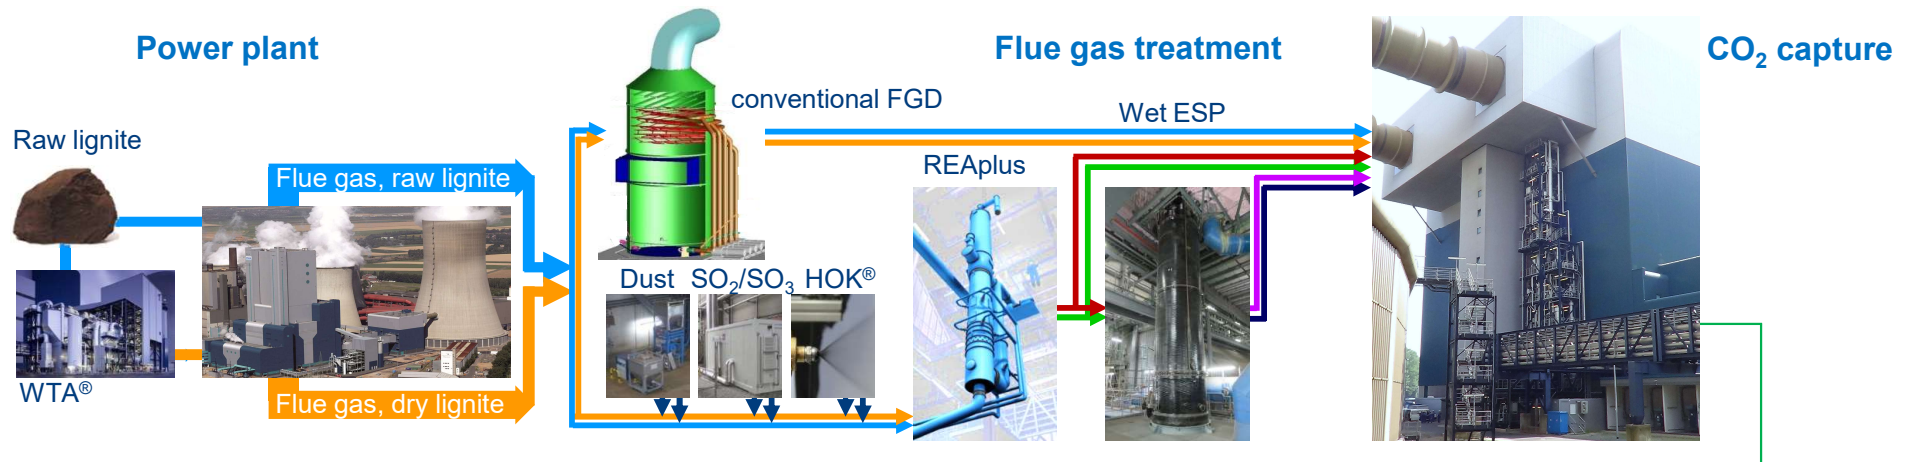 Power plant
Flue gas treatment
CO₂ capture
conventional FGD
Wet ESP
Raw lignite
REAplus
Flue gas, raw lignite
Dust
SO₂/SO₃
HOK®
WTA®
Flue gas, dry lignite